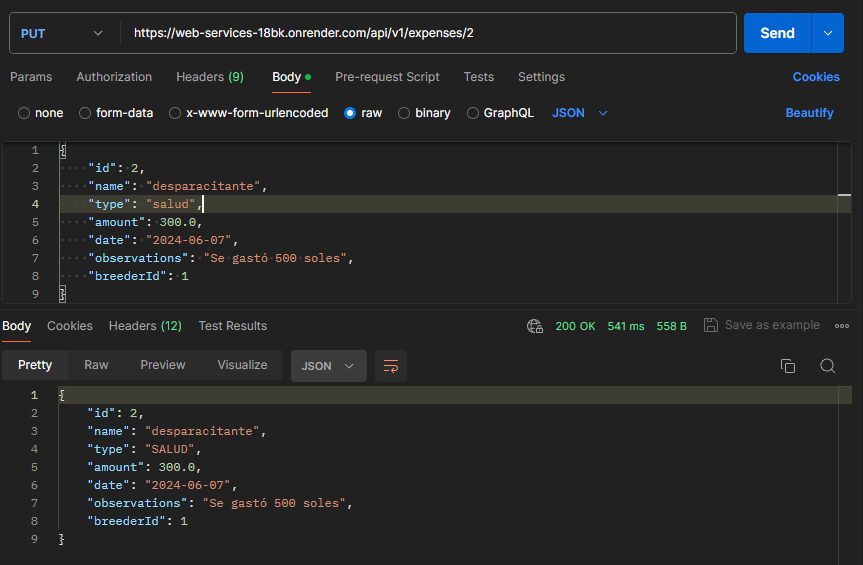 PUT https://web-services-18bk.onrender.com/api/v1/expenses/2 Send
Params Authorization Headers (9) Body Pre-request Script Tests Settings Cookies
none form-data x-www-form-urlencoded raw binary GraphQL JSON Beautify
1 {
2 "id": 2,
3 "name": "desparacitante",
4 "type": "salud",
5 "amount": 300.0,
6 "date": "2024-06-07",
7 "observations": "Se gastó 500 soles",
8 "breederId": 1
9 }
Body Cookies Headers (12) Test Results 200 OK 541 ms 558 B Save as example
Pretty Raw Preview Visualize JSON
1 {
2 "id": 2,
3 "name": "desparacitante",
4 "type": "SALUD",
5 "amount": 300.0,
6 "date": "2024-06-07",
7 "observations": "Se gastó 500 soles",
8 "breederId": 1
9 }